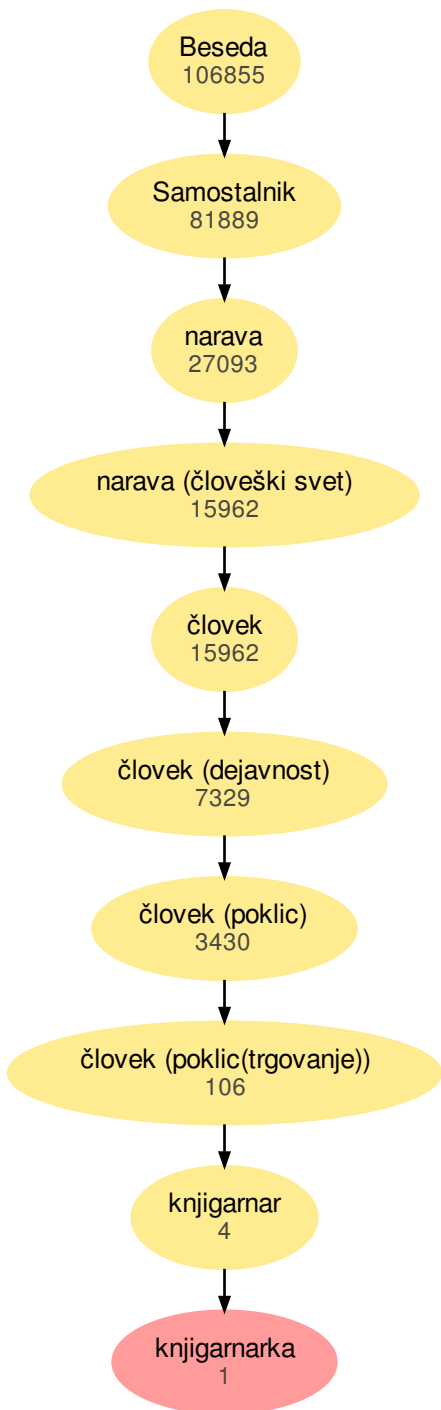 Beseda
106855
Samostalnik
81889
narava
27093
narava (človeški svet)
15962
človek
15962
človek (dejavnost)
7329
človek (poklic)
3430
človek (poklic(trgovanje))
106
knjigarnar
4
knjigarnarka
1